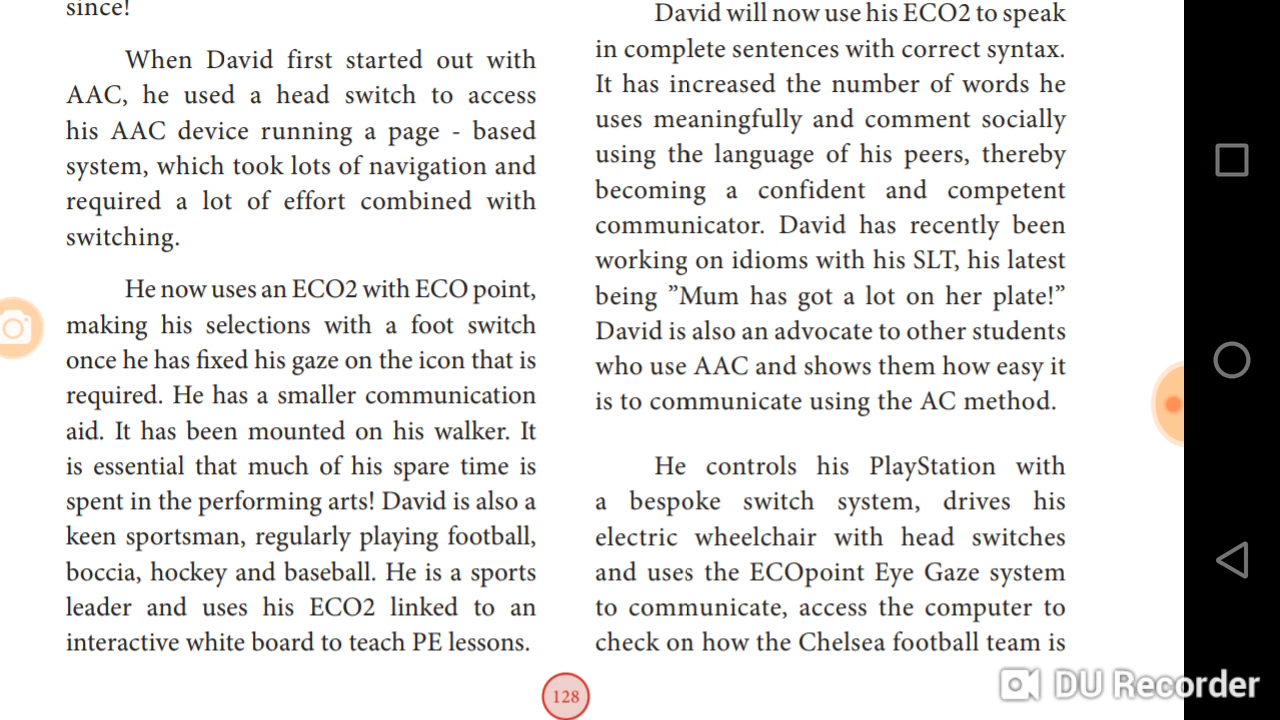 since!
When David first started out with
AAC, he used a head switch to access
his AAC device running a page - based
system, which took lots of navigation and
required a lot of effort combined with
switching.
He now uses an ECO2 with ECO point,
making his selections with a foot switch
once he has fixed his gaze on the icon that is
required. He has a smaller communication
aid. It has been mounted on his walker. It
is essential that much of his spare time is
spent in the performing arts! David is also a
keen sportsman, regularly playing football,
boccia, hockey and baseball. He is a sports
leader and uses his ECO2 linked to an
interactive white board to teach PE lessons.
David will now use his ECO2 to speak
in complete sentences with correct syntax.
It has increased the number of words he
uses meaningfully and comment socially
using the language of his peers, thereby
becoming a confident and competent
communicator. David has recently been
working on idioms with his SLT, his latest
being ”Mum has got a lot on her plate!”
David is also an advocate to other students
who use AAC and shows them how easy it
is to communicate using the AC method.
He controls his PlayStation with
a bespoke switch system, drives his
electric wheelchair with head switches
and uses the ECOpoint Eye Gaze system
to communicate, access the computer to
check on how the Chelsea football team is
128
DU Recorder